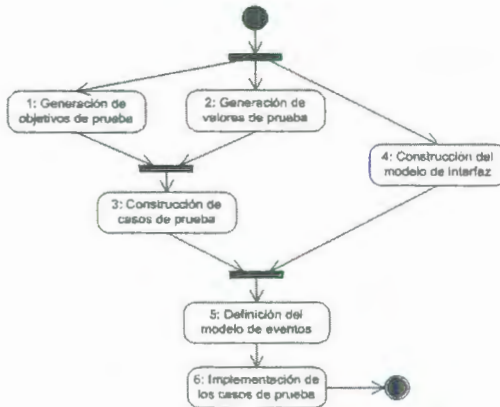 1: Generación de
objetivos de prueba
2: Generación de
valores de prueba
4: Construcción del
modelo de interfaz
3: Construcción de
casos de prueba
5: Definición del
modelo de eventos
6: Implementación de
los casos de prueba